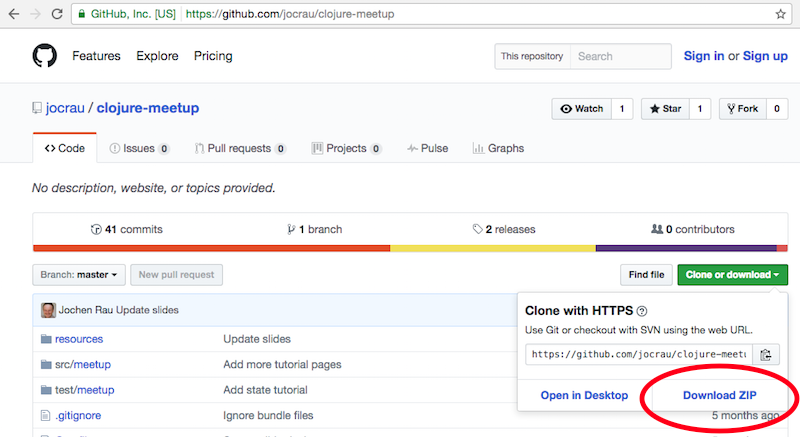 GitHub, Inc. [US] https://github.com/jocrau/clojure-meetup
Features Explore Pricing This repository Search Sign in or Sign up
jocrau / clojure-meetup Watch 1 Star 1 Fork 0
Code Issues 0 Pull requests 0 Projects 0 Pulse Graphs
No description, website, or topics provided.
41 commits 1 branch 2 releases 0 contributors
Branch: master New pull request Find file Clone or download
Jochen Rau Update slides
Clone with HTTPS
Use Git or checkout with SVN using the web URL.
https://github.com/jocrau/clojure-meetu
Open in Desktop Download ZIP
resources Update slides
src/meetup Add more tutorial pages
test/meetup Add state tutorial
.gitignore Ignore bundle files 5 months ago